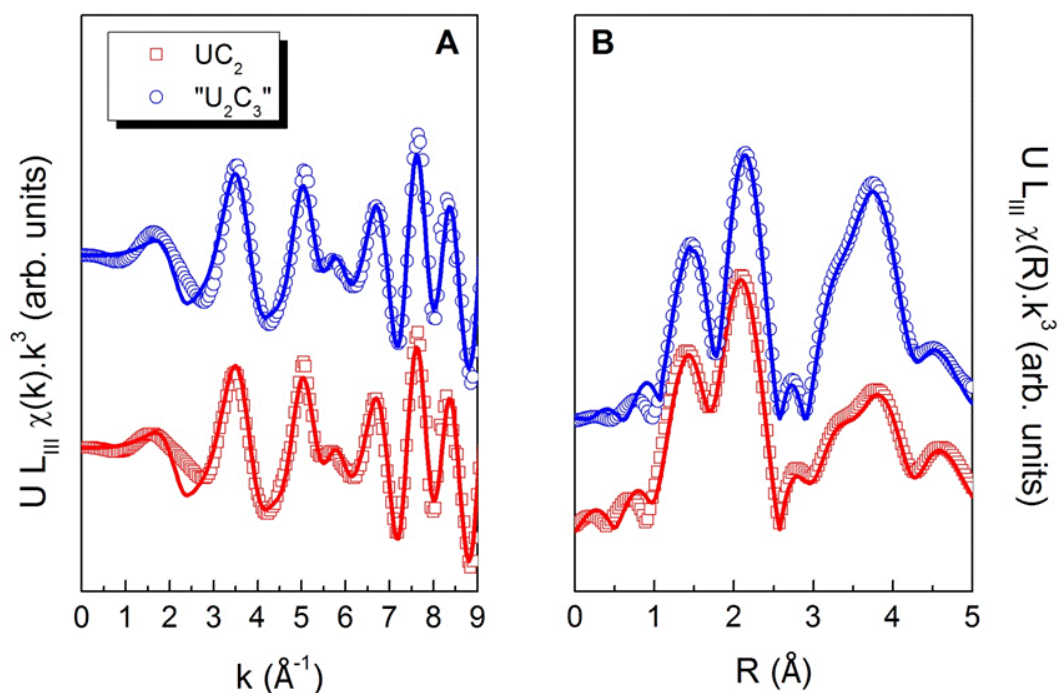 A
UC2
"U2C3"
U LIII χ(k).k3 (arb. units)
0 1 2 3 4 5 6 7 8 9
k (Å-1)
B
U LIII χ(R).k3 (arb. units)
0 1 2 3 4 5
R (Å)